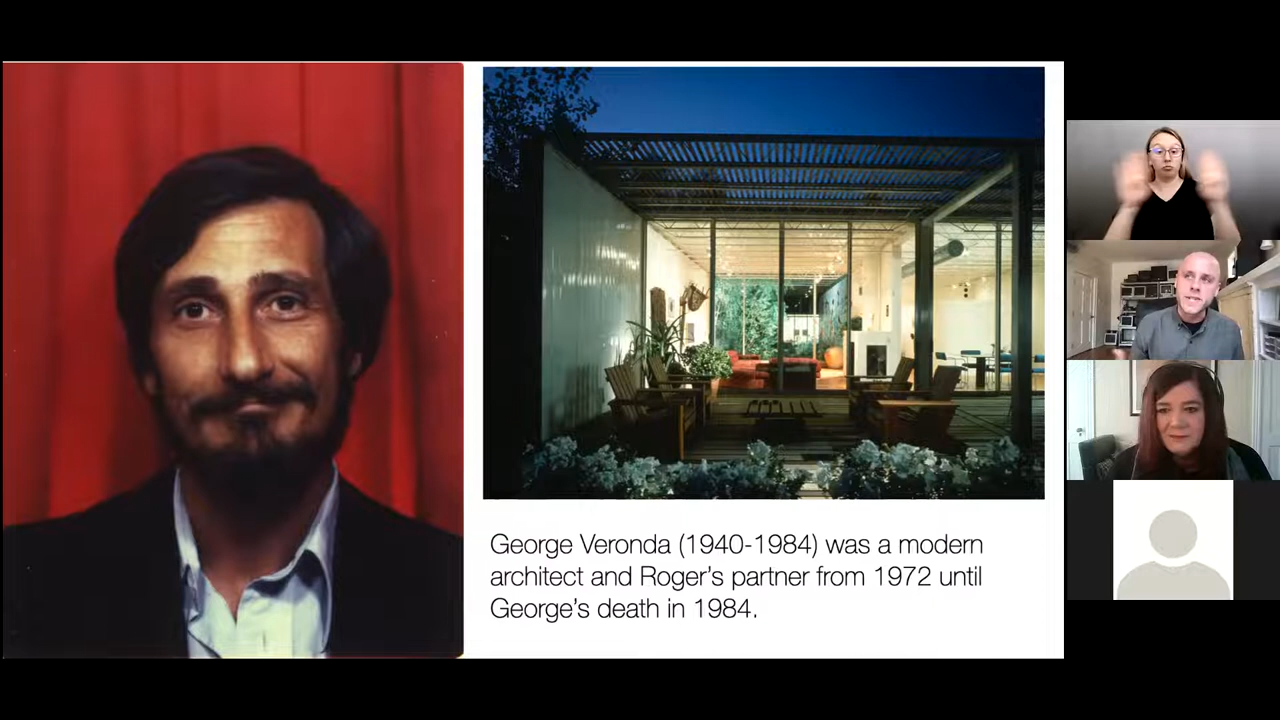 George Veronda (1940-1984) was a modern
architect and Roger's partner from 1972 until
George's death in 1984.